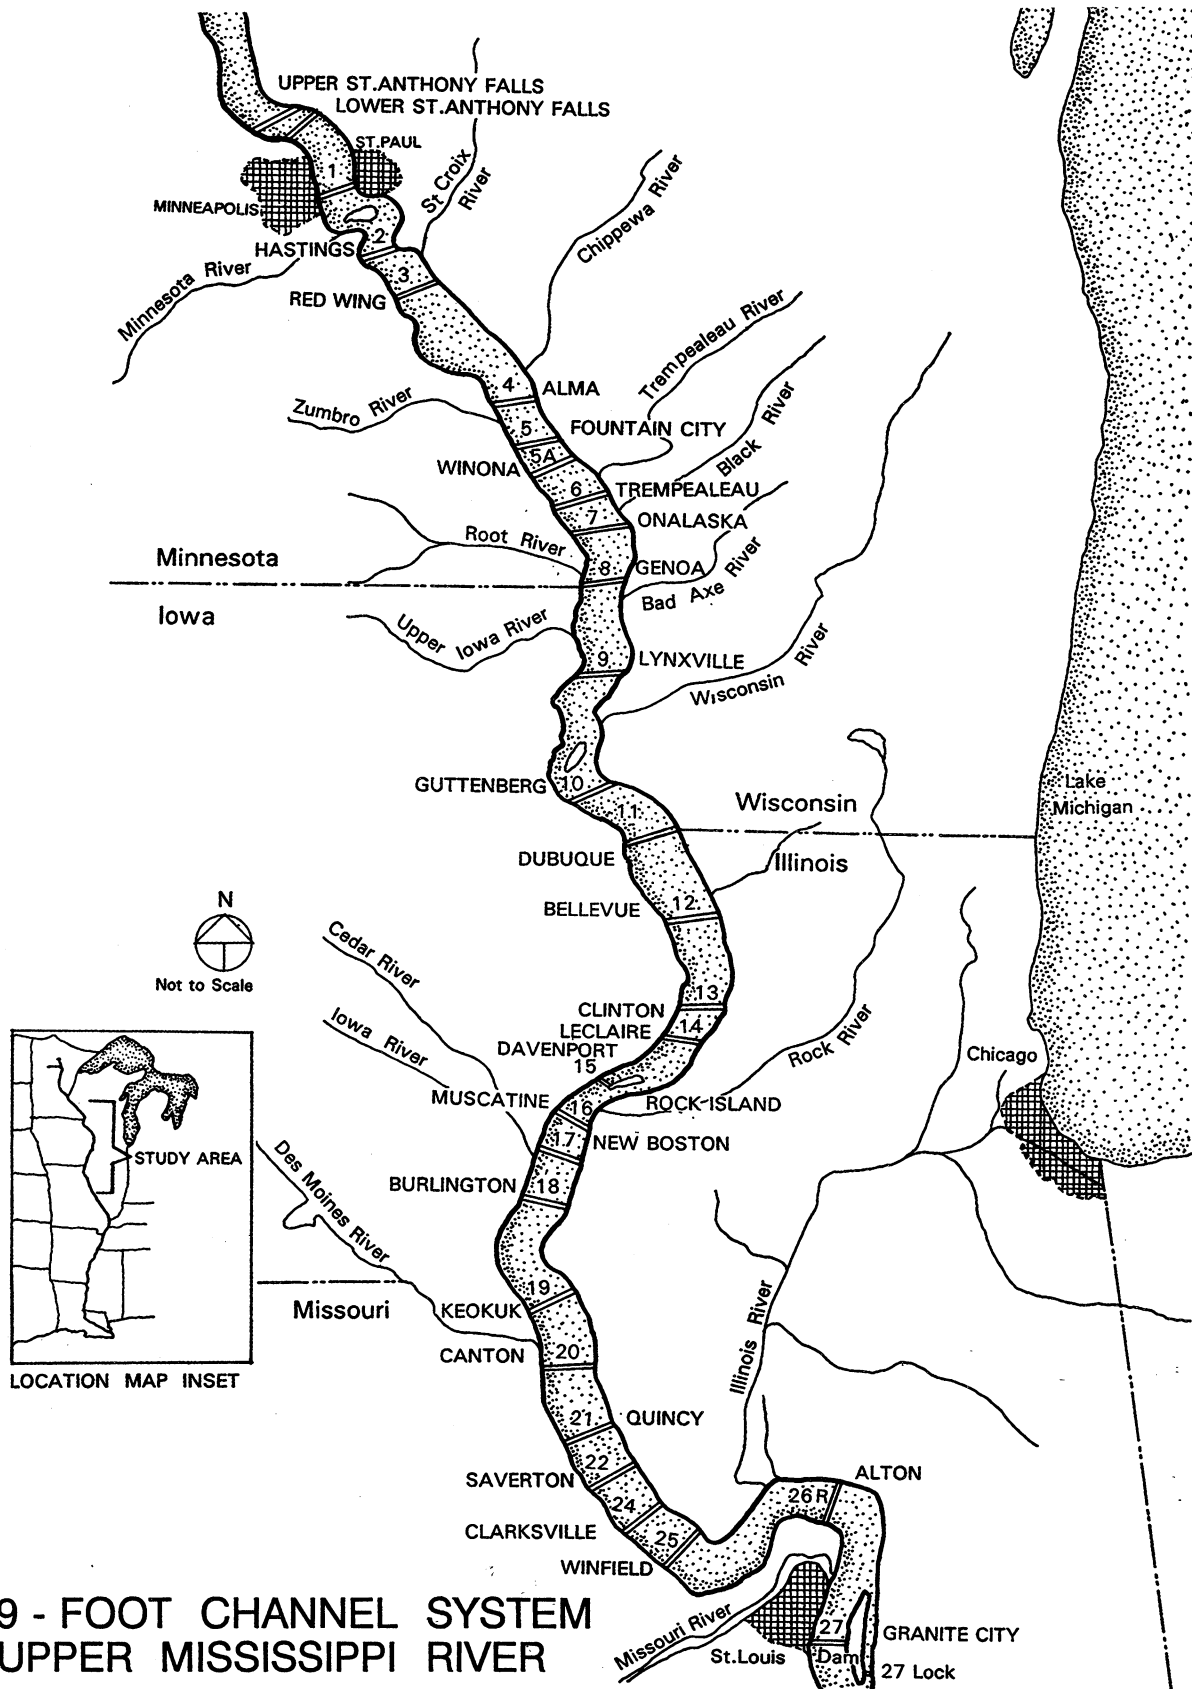 UPPER ST.ANTHONY FALLS
LOWER ST.ANTHONY FALLS
ST.PAUL
1
MINNEAPOLIS
St Croix
River
Chippewa River
2
HASTINGS
Minnesota River
3
RED WING
Trempealeau River
4
ALMA
Zumbro River
5
FOUNTAIN CITY
Black River
5A
WINONA
6
TREMPEALEAU
7
ONALASKA
Root River
Minnesota
8
GENOA
Bad Axe River
Iowa
Upper Iowa River
9
LYNXVILLE
Wisconsin River
GUTTENBERG
10
11
Wisconsin
Lake
Michigan
DUBUQUE
Illinois
N
Not to Scale
BELLEVUE
12
Cedar River
13
CLINTON
LECLAIRE
14
Iowa River
DAVENPORT
15
Rock River
Chicago
MUSCATINE
16
ROCK ISLAND
17
NEW BOSTON
STUDY AREA
Des Moines River
BURLINGTON
18
19
Missouri
KEOKUK
Illinois River
CANTON
20
LOCATION MAP INSET
21
QUINCY
22
SAVERTON
ALTON
26R
24
CLARKSVILLE
25
WINFIELD
9 - FOOT CHANNEL SYSTEM
UPPER MISSISSIPPI RIVER
Missouri River
St.Louis
27
Dam
GRANITE CITY
27 Lock